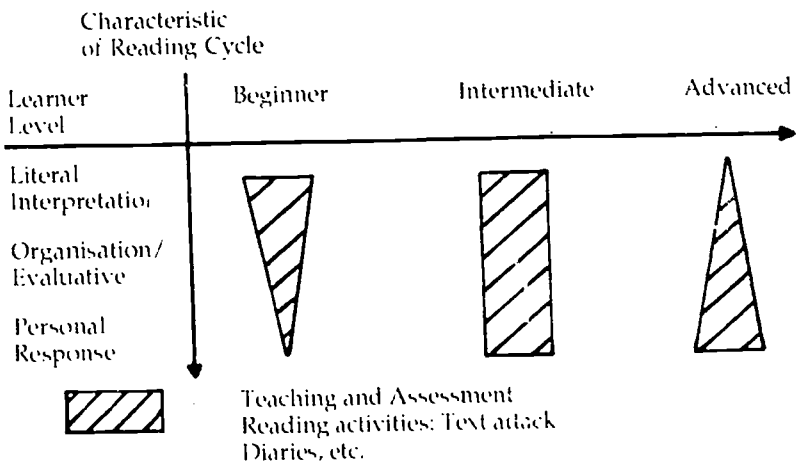 Characteristic
of Reading Cycle
Learner
Level
Beginner
Intermediate
Advanced
Literal
Interpretation
Organisation/
Evaluative
Personal
Response
Teaching and Assessment
Reading activities: Text attack
Diaries, etc.